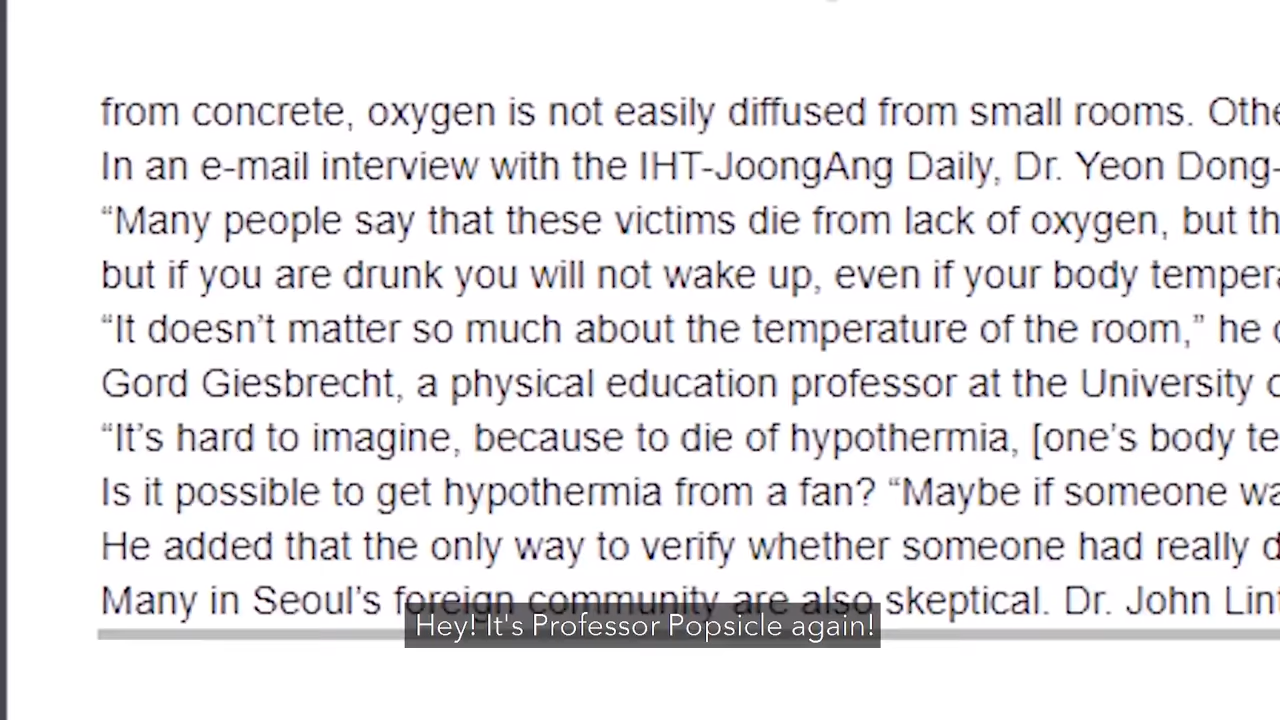 from concrete, oxygen is not easily diffused from small rooms. Othe
In an e-mail interview with the IHT-JoongAng Daily, Dr. Yeon Dong-
“Many people say that these victims die from lack of oxygen, but th
but if you are drunk you will not wake up, even if your body tempera
“It doesn’t matter so much about the temperature of the room,” he
Gord Giesbrecht, a physical education professor at the University
“It’s hard to imagine, because to die of hypothermia, [one’s body te
Is it possible to get hypothermia from a fan? “Maybe if someone wa
He added that the only way to verify whether someone had really d
Many in Seoul’s foreign community are also skeptical. Dr. John Lint
Hey! It's Professor Popsicle again!